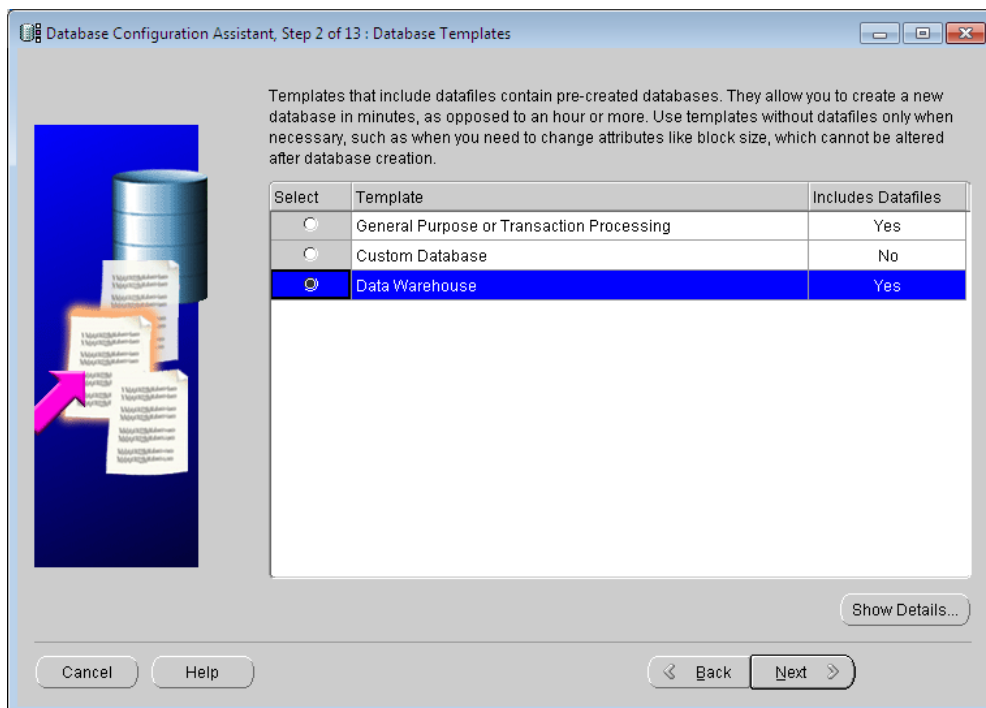 Database Configuration Assistant, Step 2 of 13 : Database Templates
Templates that include datafiles contain pre-created databases. They allow you to create a new
database in minutes, as opposed to an hour or more. Use templates without datafiles only when
necessary, such as when you need to change attributes like block size, which cannot be altered
after database creation.
Select Template Includes Datafiles
General Purpose or Transaction Processing Yes
Custom Database No
Data Warehouse Yes
Show Details...
Cancel Help Back Next